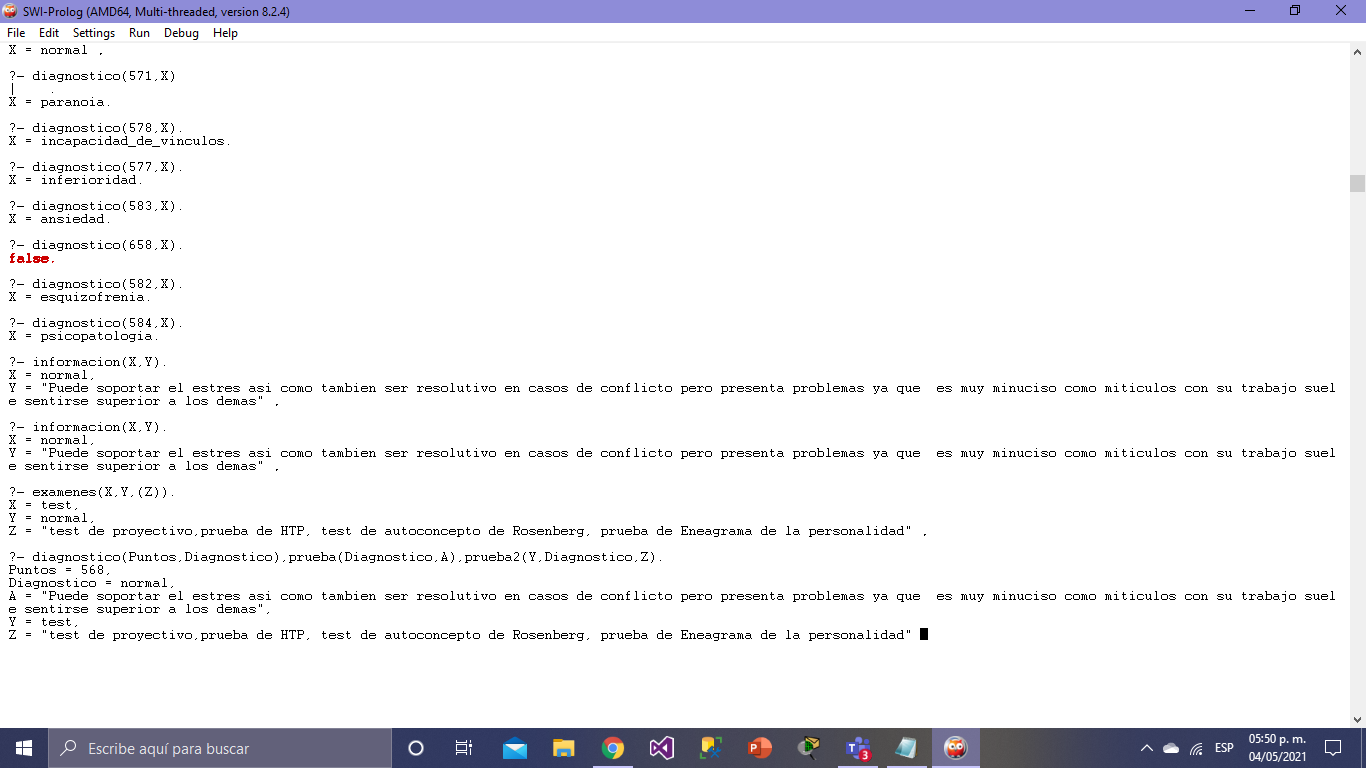 SWI-Prolog (AMD64, Multi-threaded, version 8.2.4)
File Edit Settings Run Debug Help
X = normal ,
?- diagnostico(571,X)
|    .
X = paranoia.
?- diagnostico(578,X).
X = incapacidad_de_vinculos.
?- diagnostico(577,X).
X = inferioridad.
?- diagnostico(583,X).
X = ansiedad.
?- diagnostico(658,X).
false.
?- diagnostico(582,X).
X = esquizofrenia.
?- diagnostico(584,X).
X = psicopatologia.
?- informacion(X,Y).
X = normal,
Y = "Puede soportar el estres asi como tambien ser resolutivo en casos de conflicto pero presenta problemas ya que  es muy minuciso como miticulos con su trabajo suel
e sentirse superior a los demas" ,
?- informacion(X,Y).
X = normal,
Y = "Puede soportar el estres asi como tambien ser resolutivo en casos de conflicto pero presenta problemas ya que  es muy minuciso como miticulos con su trabajo suel
e sentirse superior a los demas" ,
?- examenes(X,Y,(Z)).
X = test,
Y = normal,
Z = "test de proyectivo,prueba de HTP, test de autoconcepto de Rosenberg, prueba de Eneagrama de la personalidad" ,
?- diagnostico(Puntos,Diagnostico),prueba(Diagnostico,A),prueba2(Y,Diagnostico,Z).
Puntos = 568,
Diagnostico = normal,
A = "Puede soportar el estres asi como tambien ser resolutivo en casos de conflicto pero presenta problemas ya que  es muy minuciso como miticulos con su trabajo suel
e sentirse superior a los demas",
Y = test,
Z = "test de proyectivo,prueba de HTP, test de autoconcepto de Rosenberg, prueba de Eneagrama de la personalidad"
Escribe aquí para buscar
3
ESP
05:50 p. m.
04/05/2021